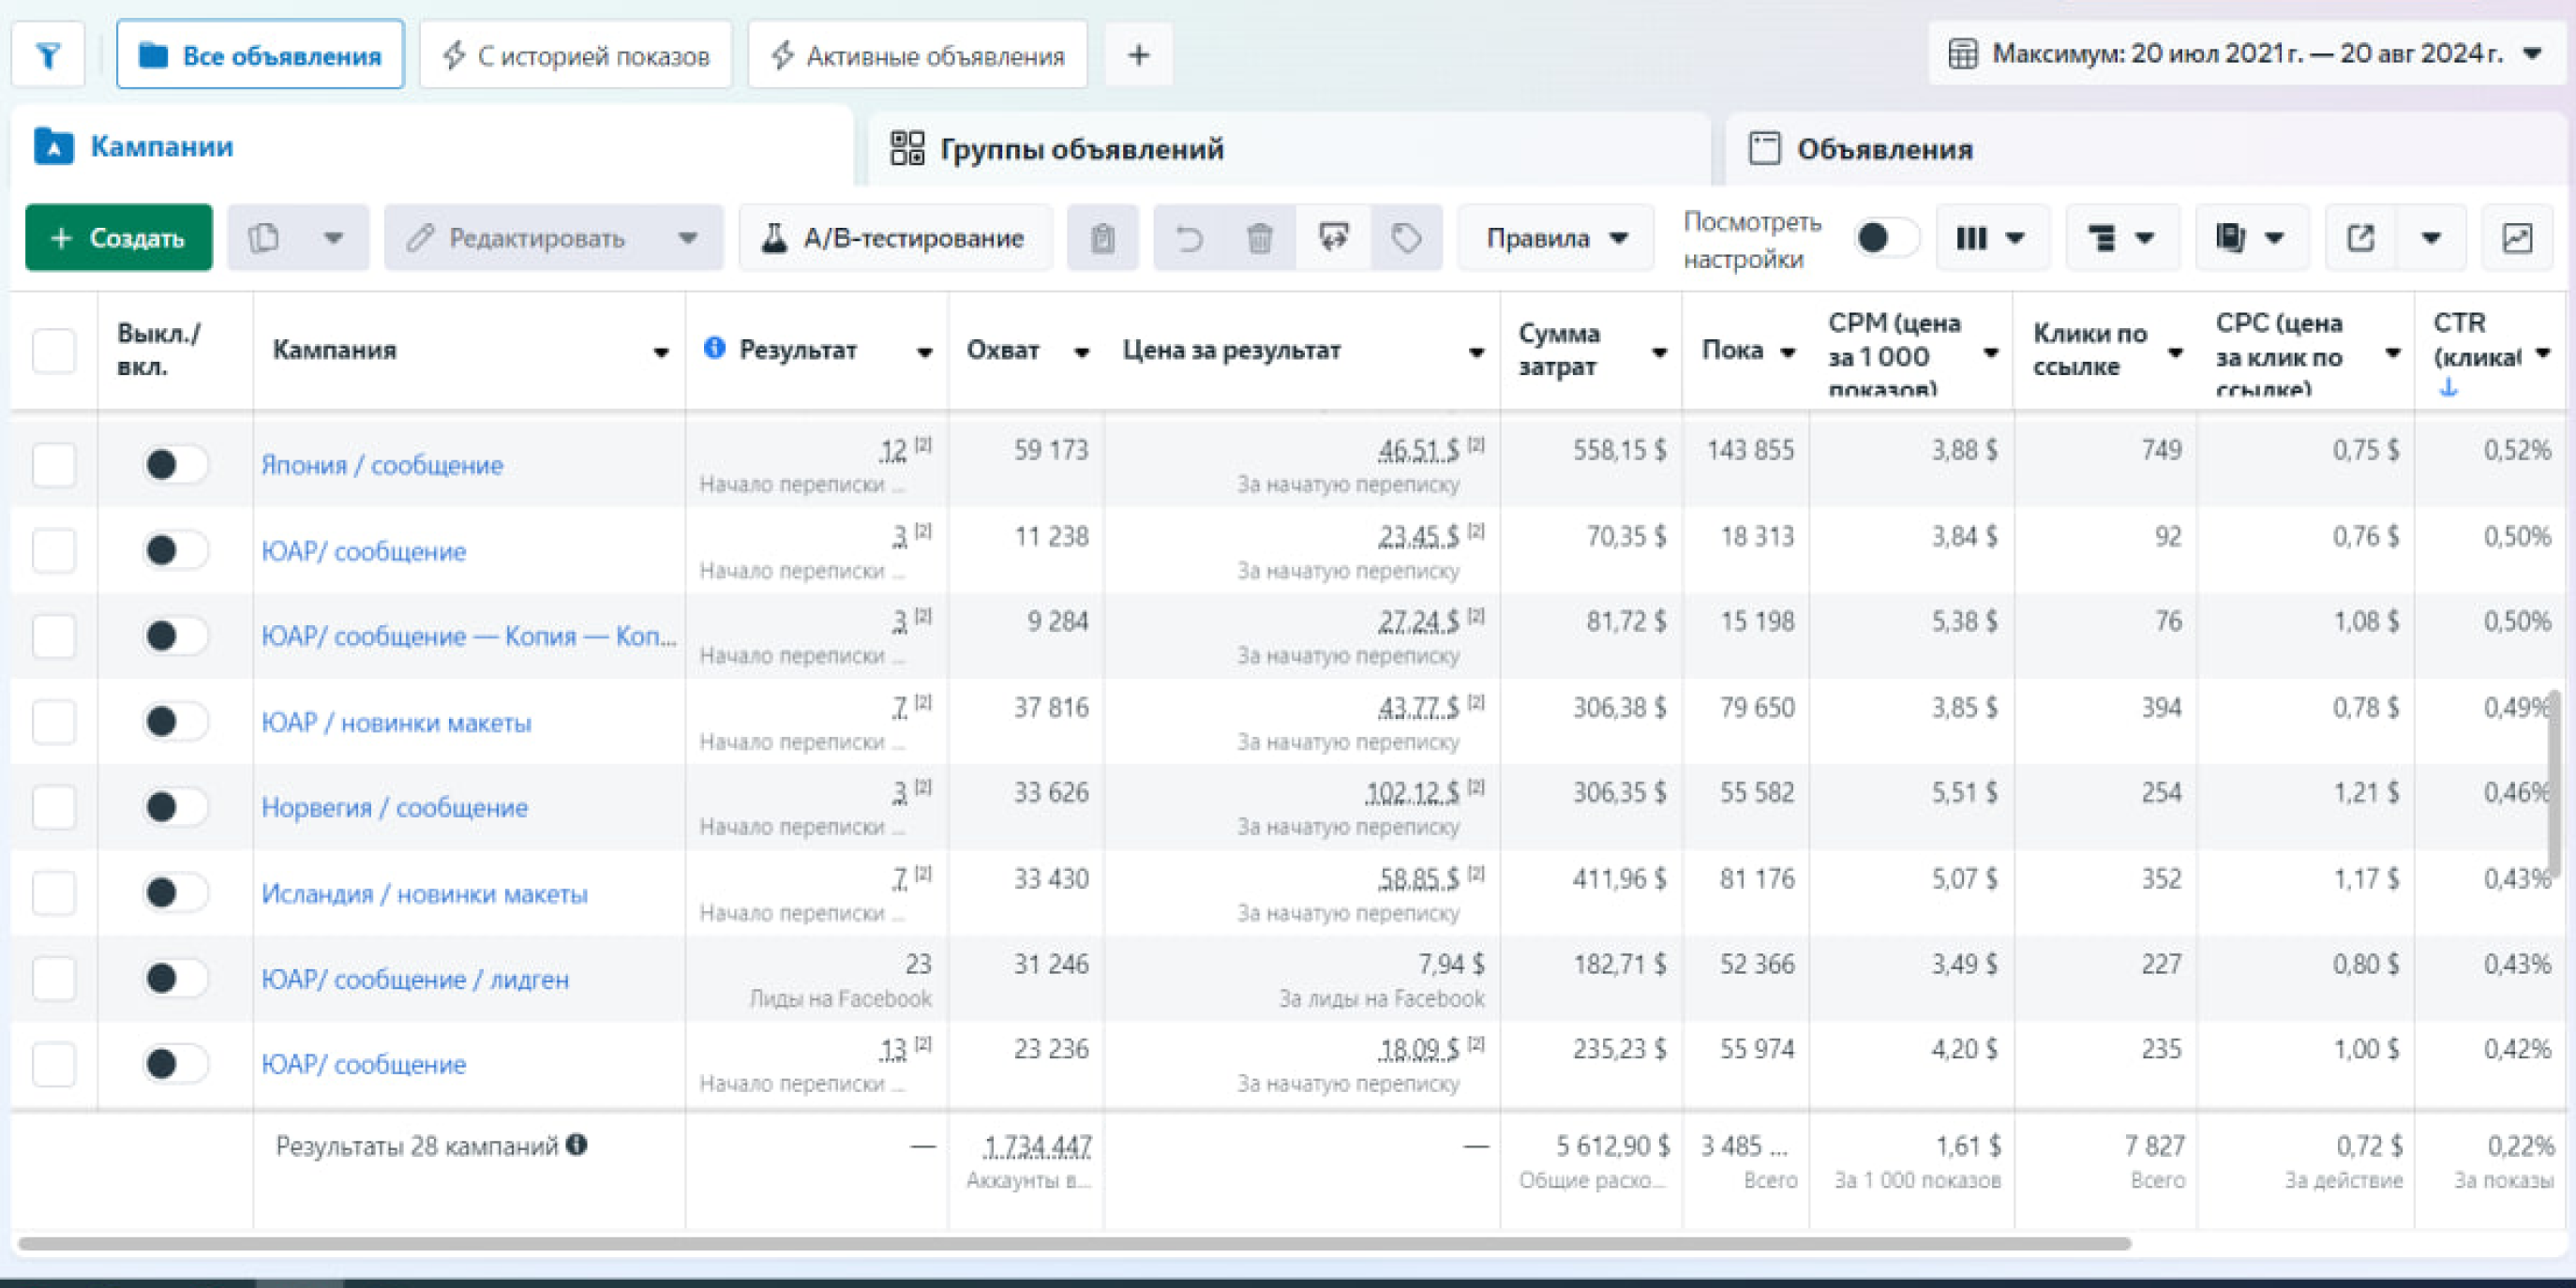 Все объявления
С историей показов
Активные объявления
+
Максимум: 20 июл 2021 г. — 20 авг 2024 г.
Кампании
Группы объявлений
Объявления
+ Создать
Редактировать
A/B-тестирование
Правила
Посмотреть
настройки
Выкл./
вкл.
Кампания
Результат
Охват
Цена за результат
Сумма
затрат
Пока
CPM (цена
за 1 000
показов)
Клики по
ссылке
CPC (цена
за клик по
ссылке)
CTR
(клика
Япония / сообщение
12 [2]
Начало переписки ...
59 173
46,51 $ [2]
За начатую переписку
558,15 $
143 855
3,88 $
749
0,75 $
0,52%
ЮАР/ сообщение
3 [2]
Начало переписки ...
11 238
23,45 $ [2]
За начатую переписку
70,35 $
18 313
3,84 $
92
0,76 $
0,50%
ЮАР/ сообщение — Копия — Коп...
3 [2]
Начало переписки ...
9 284
27,24 $ [2]
За начатую переписку
81,72 $
15 198
5,38 $
76
1,08 $
0,50%
ЮАР / новинки макеты
7 [2]
Начало переписки ...
37 816
43,77 $ [2]
За начатую переписку
306,38 $
79 650
3,85 $
394
0,78 $
0,49%
Норвегия / сообщение
3 [2]
Начало переписки ...
33 626
102,12 $ [2]
За начатую переписку
306,35 $
55 582
5,51 $
254
1,21 $
0,46%
Исландия / новинки макеты
7 [2]
Начало переписки ...
33 430
58,85 $ [2]
За начатую переписку
411,96 $
81 176
5,07 $
352
1,17 $
0,43%
ЮАР/ сообщение / лидген
23
Лиды на Facebook
31 246
7,94 $
За лиды на Facebook
182,71 $
52 366
3,49 $
227
0,80 $
0,43%
ЮАР/ сообщение
13 [2]
Начало переписки ...
23 236
18,09 $ [2]
За начатую переписку
235,23 $
55 974
4,20 $
235
1,00 $
0,42%
Результаты 28 кампаний
—
1 734 447
Аккаунты в...
—
5 612,90 $
Общие расхо...
3 485 ...
Всего
1,61 $
За 1 000 показов
7 827
Всего
0,72 $
За действие
0,22%
За показы